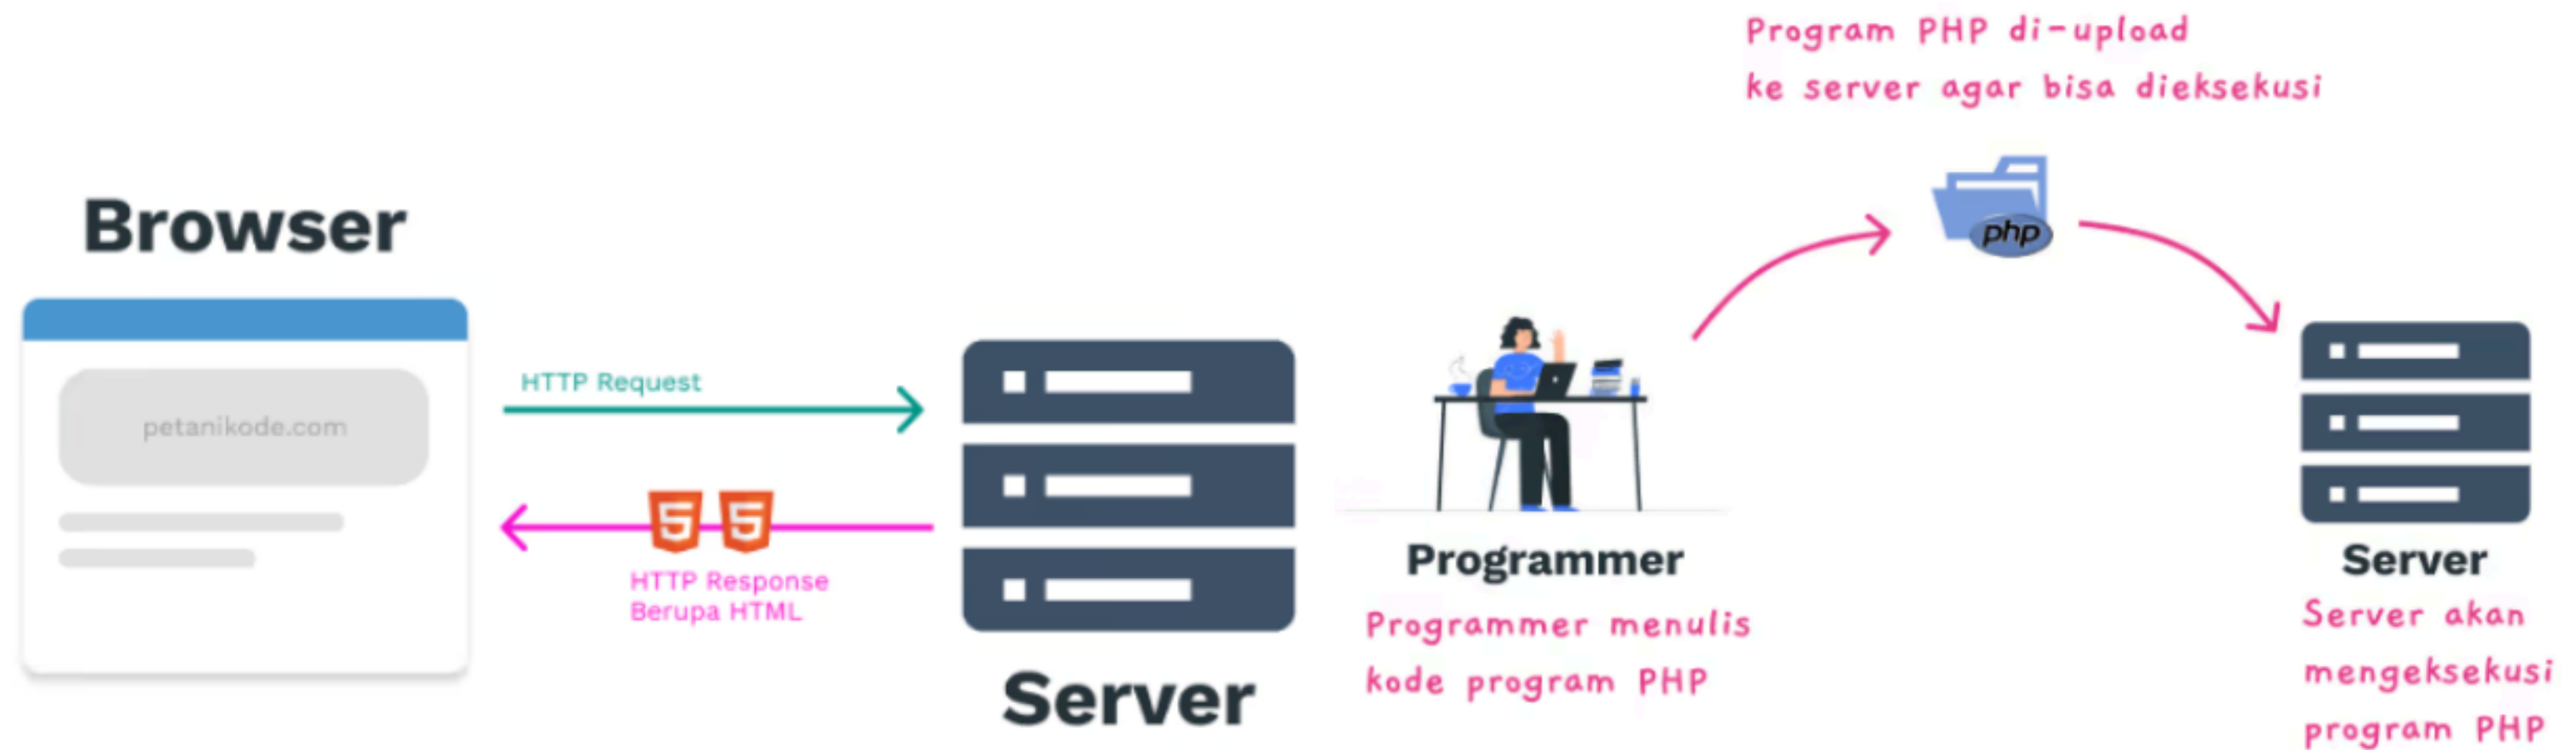 Browser
petanikode.com
HTTP Request
HTTP Response
Berupa HTML
Server
Programmer
Programmer menulis
kode program PHP
Program PHP di-upload
ke server agar bisa dieksekusi
php
Server
Server akan
mengeksekusi
program PHP